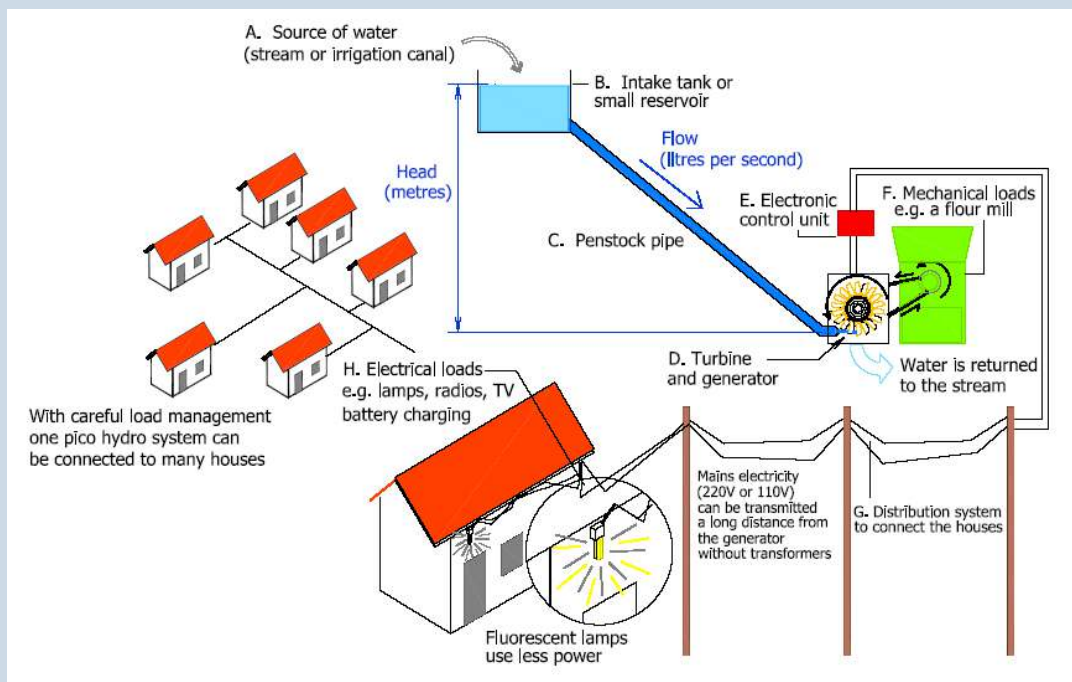 A. Source of water
(stream or irrigation canal)
B. Intake tank or
small reservoir
Flow
(litres per second)
Head
(metres)
E. Electronic
control unit
F. Mechanical loads
e.g. a flour mill
C. Penstock pipe
D. Turbine
and generator
Water is returned
to the stream
H. Electrical loads
e.g. lamps, radios, TV
battery charging
With careful load management
one pico hydro system can
be connected to many houses
Mains electricity
(220V or 110V)
can be transmitted
a long distance from
the generator
without transformers
G. Distribution system
to connect the houses
Fluorescent lamps
use less power